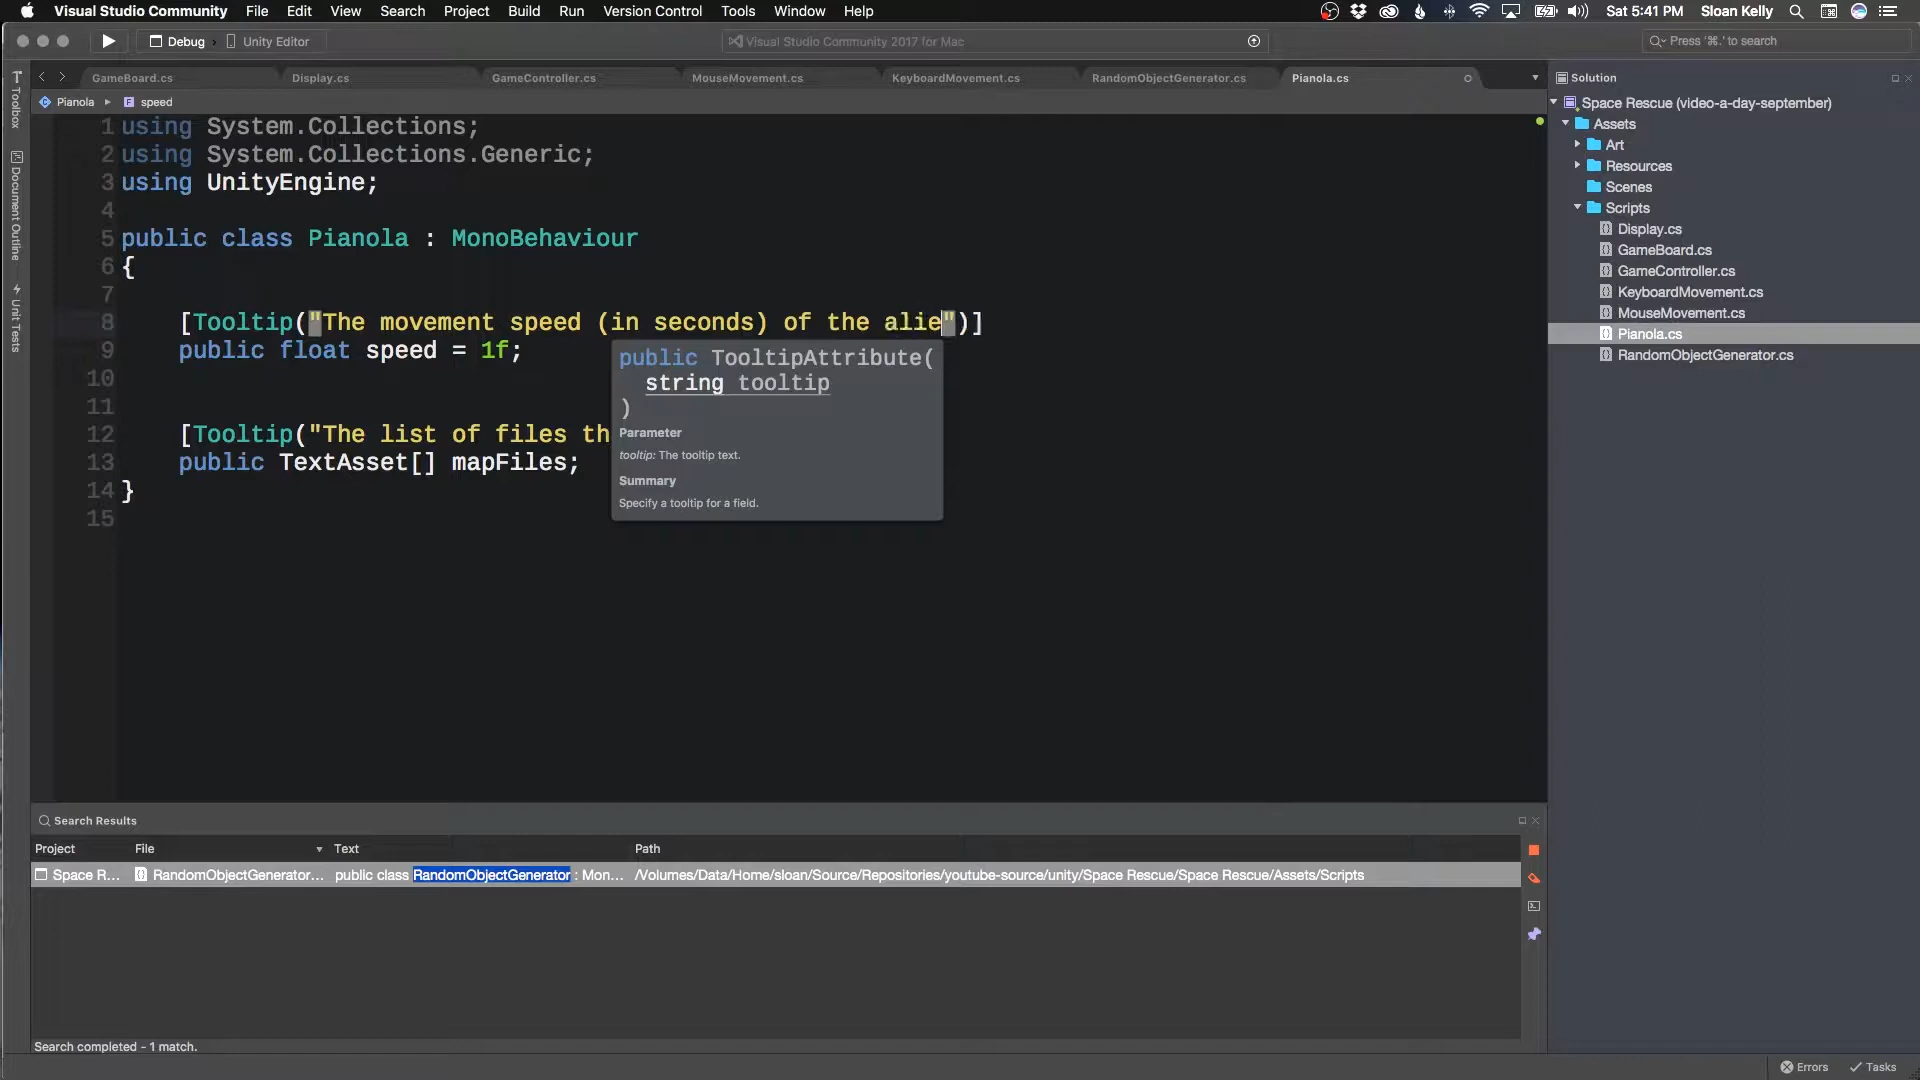 Visual Studio Community File Edit View Search Project Build Run Version Control Tools Window Help Sat 5:41 PM Sloan Kelly
Debug Unity Editor Visual Studio Community 2017 for Mac Press '⌘.' to search
GameBoard.cs Display.cs GameController.cs MouseMovement.cs KeyboardMovement.cs RandomObjectGenerator.cs Pianola.cs
Pianola speed
1 using System.Collections;
2 using System.Collections.Generic;
3 using UnityEngine;
4
5 public class Pianola : MonoBehaviour
6 {
7
8 [Tooltip("The movement speed (in seconds) of the alie")]
9 public float speed = 1f;
10
11
12 [Tooltip("The list of files th
13 public TextAsset[] mapFiles;
14 }
15
public TooltipAttribute(
string tooltip
)
Parameter
tooltip: The tooltip text.
Summary
Specify a tooltip for a field.
Toolbox
Document Outline
Unit Tests
Solution
Space Rescue (video-a-day-september)
Assets
Art
Resources
Scenes
Scripts
Display.cs
GameBoard.cs
GameController.cs
KeyboardMovement.cs
MouseMovement.cs
Pianola.cs
RandomObjectGenerator.cs
Search Results
Project File Text Path
Space R... RandomObjectGenerator... public class RandomObjectGenerator : Mon... /Volumes/Data/Home/sloan/Source/Repositories/youtube-source/unity/Space Rescue/Space Rescue/Assets/Scripts
Search completed - 1 match.
Errors Tasks